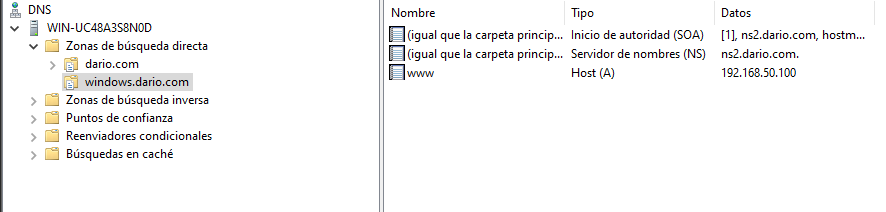 DNS
WIN-UC48A3S8N0D
Zonas de búsqueda directa
dario.com
windows.dario.com
Zonas de búsqueda inversa
Puntos de confianza
Reenviadores condicionales
Búsquedas en caché
Nombre Tipo Datos
(igual que la carpeta princip... Inicio de autoridad (SOA) [1], ns2.dario.com, hostm...
(igual que la carpeta princip... Servidor de nombres (NS) ns2.dario.com.
www Host (A) 192.168.50.100